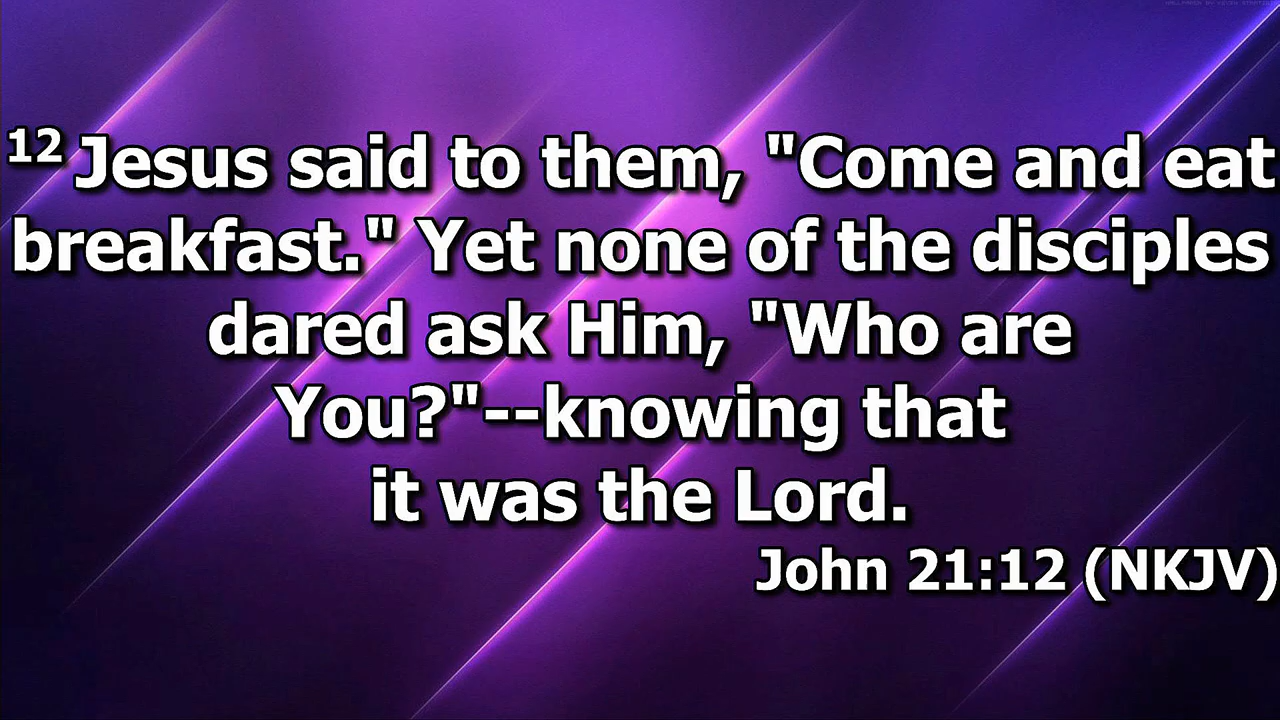 12 Jesus said to them, "Come and eat
breakfast." Yet none of the disciples
dared ask Him, "Who are
You?"--knowing that
it was the Lord.
John 21:12 (NKJV)